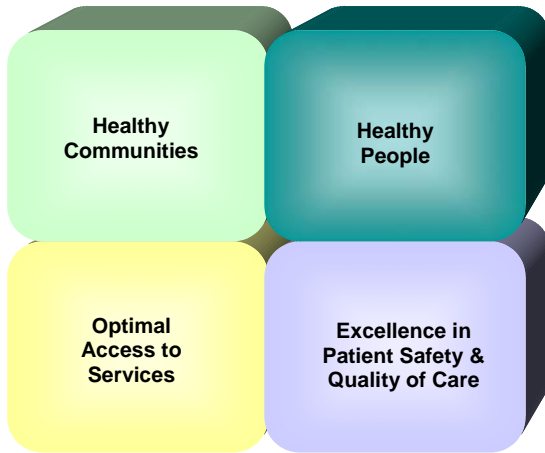 Healthy
Communities
Healthy
People
Optimal
Access to
Services
Excellence in
Patient Safety &
Quality of Care